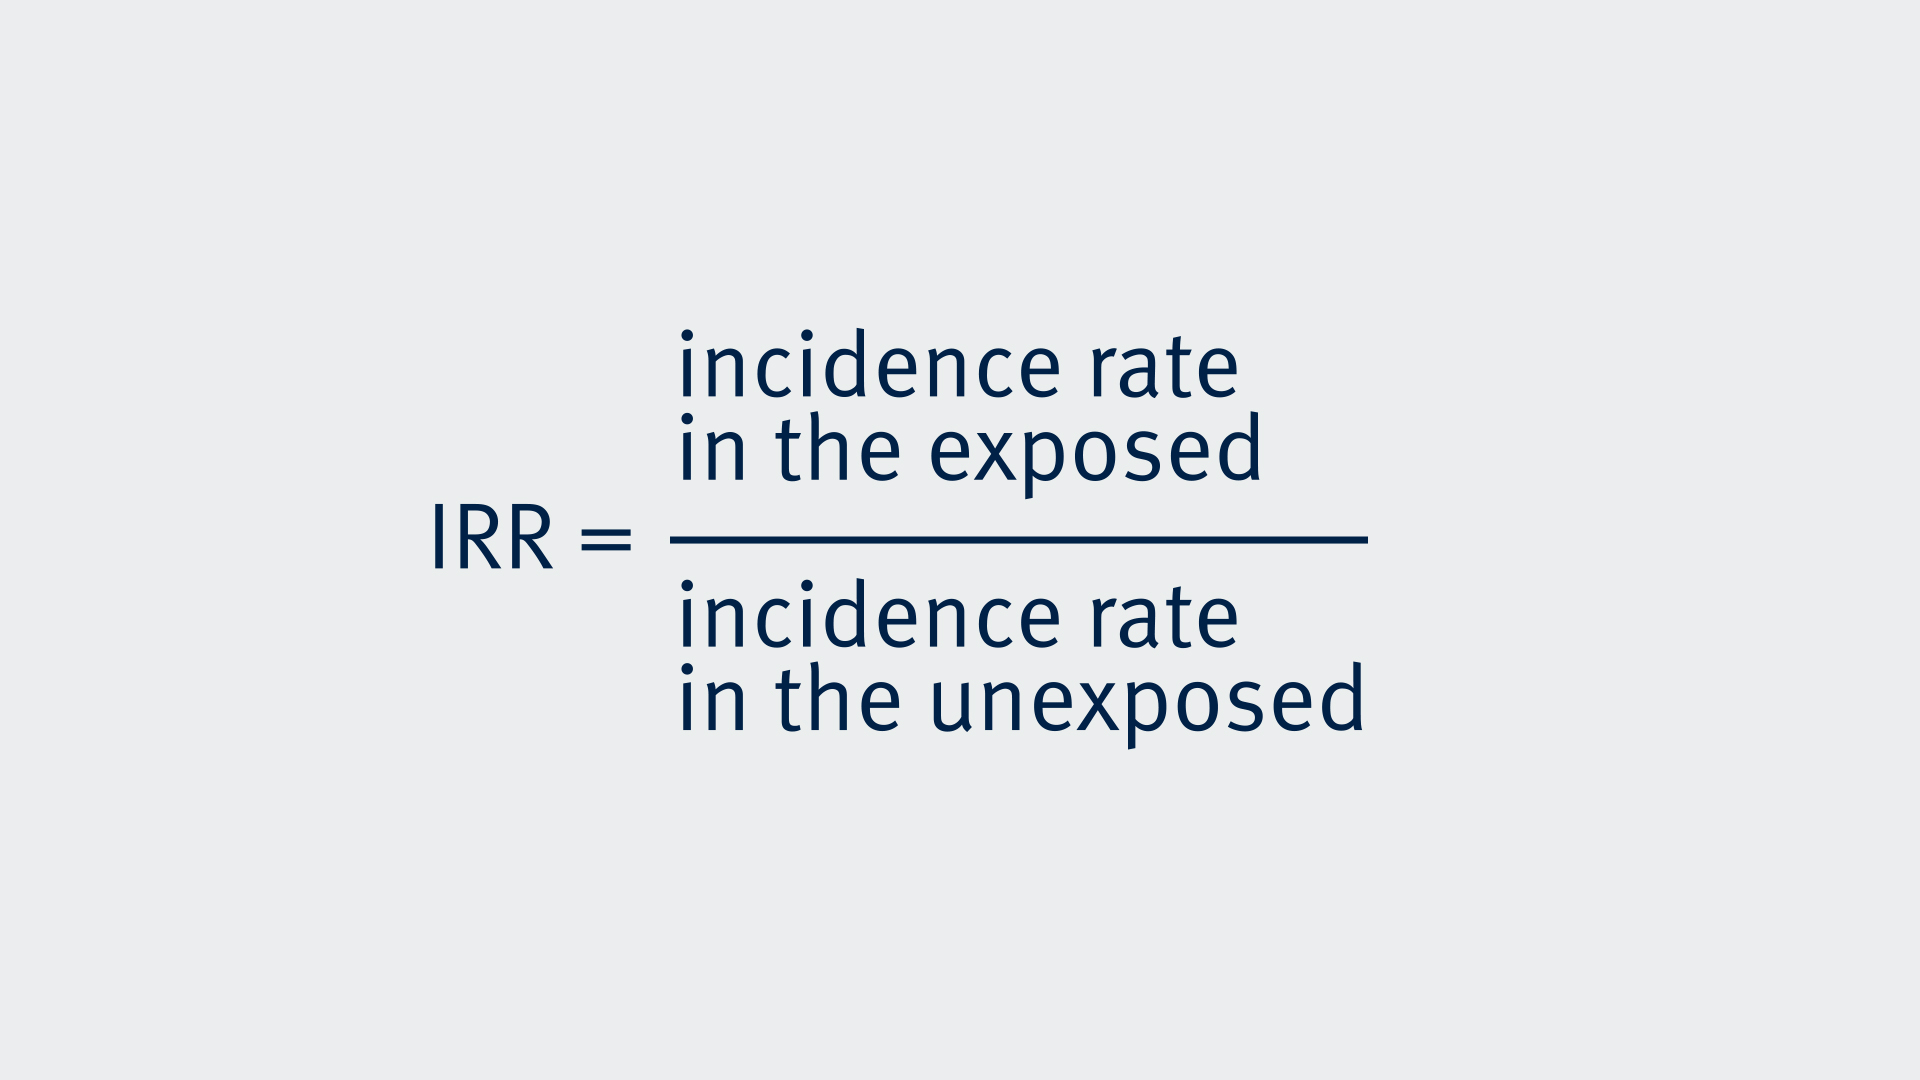 incidence rate
in the exposed
IRR =
incidence rate
in the unexposed